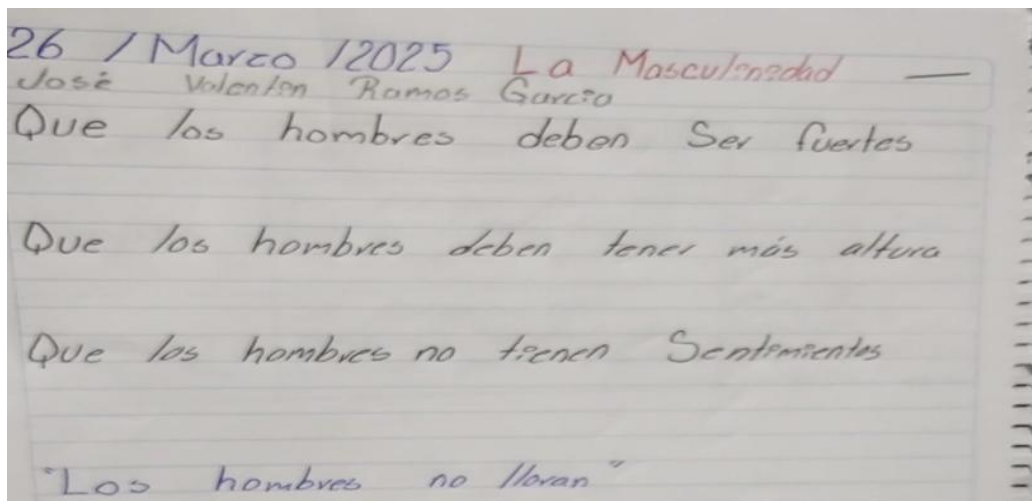 26 / Marzo / 2025 La Masculinidad —
José Valentin Ramos Garcia
Que los hombres deben Ser fuertes
Que los hombres deben tener más altura
Que los hombres no tienen Sentimientos
"Los hombres no lloran"